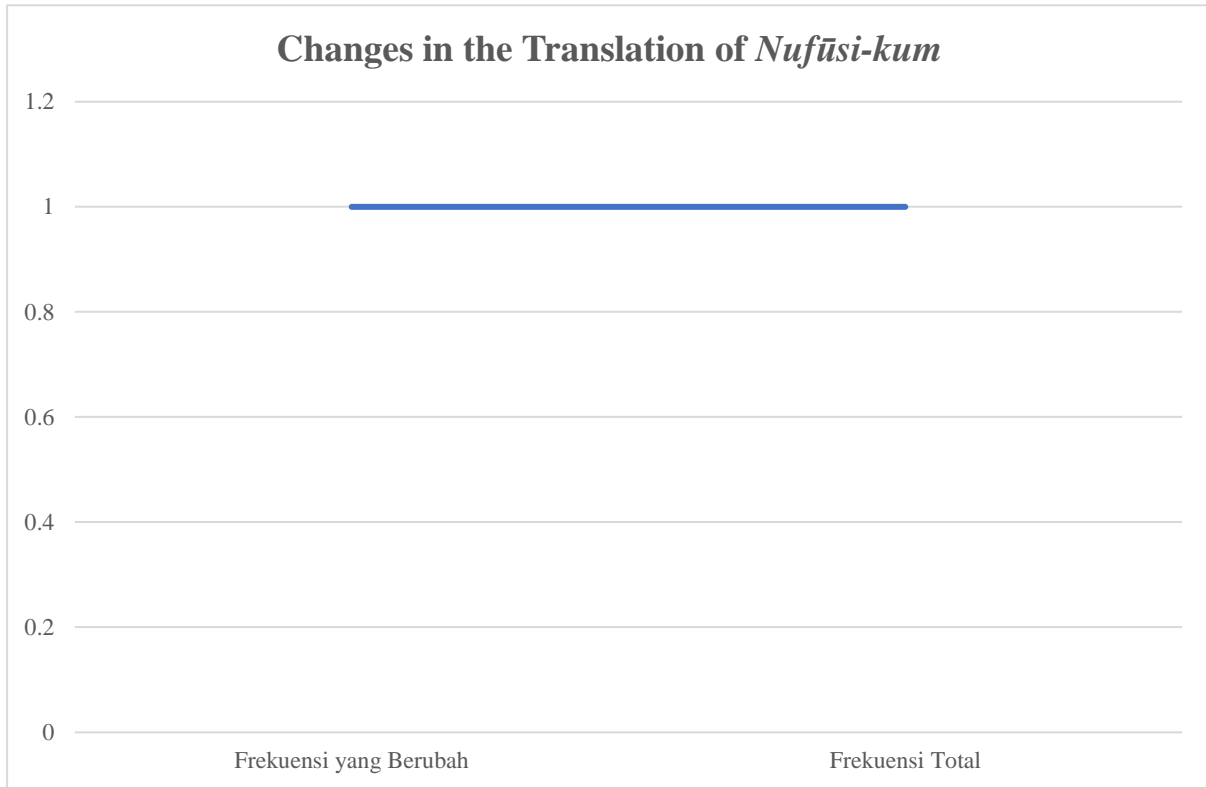 Changes in the Translation of Nufūsi-kum
1.2
1
0.8
0.6
0.4
0.2
0
Frekuensi yang Berubah
Frekuensi Total